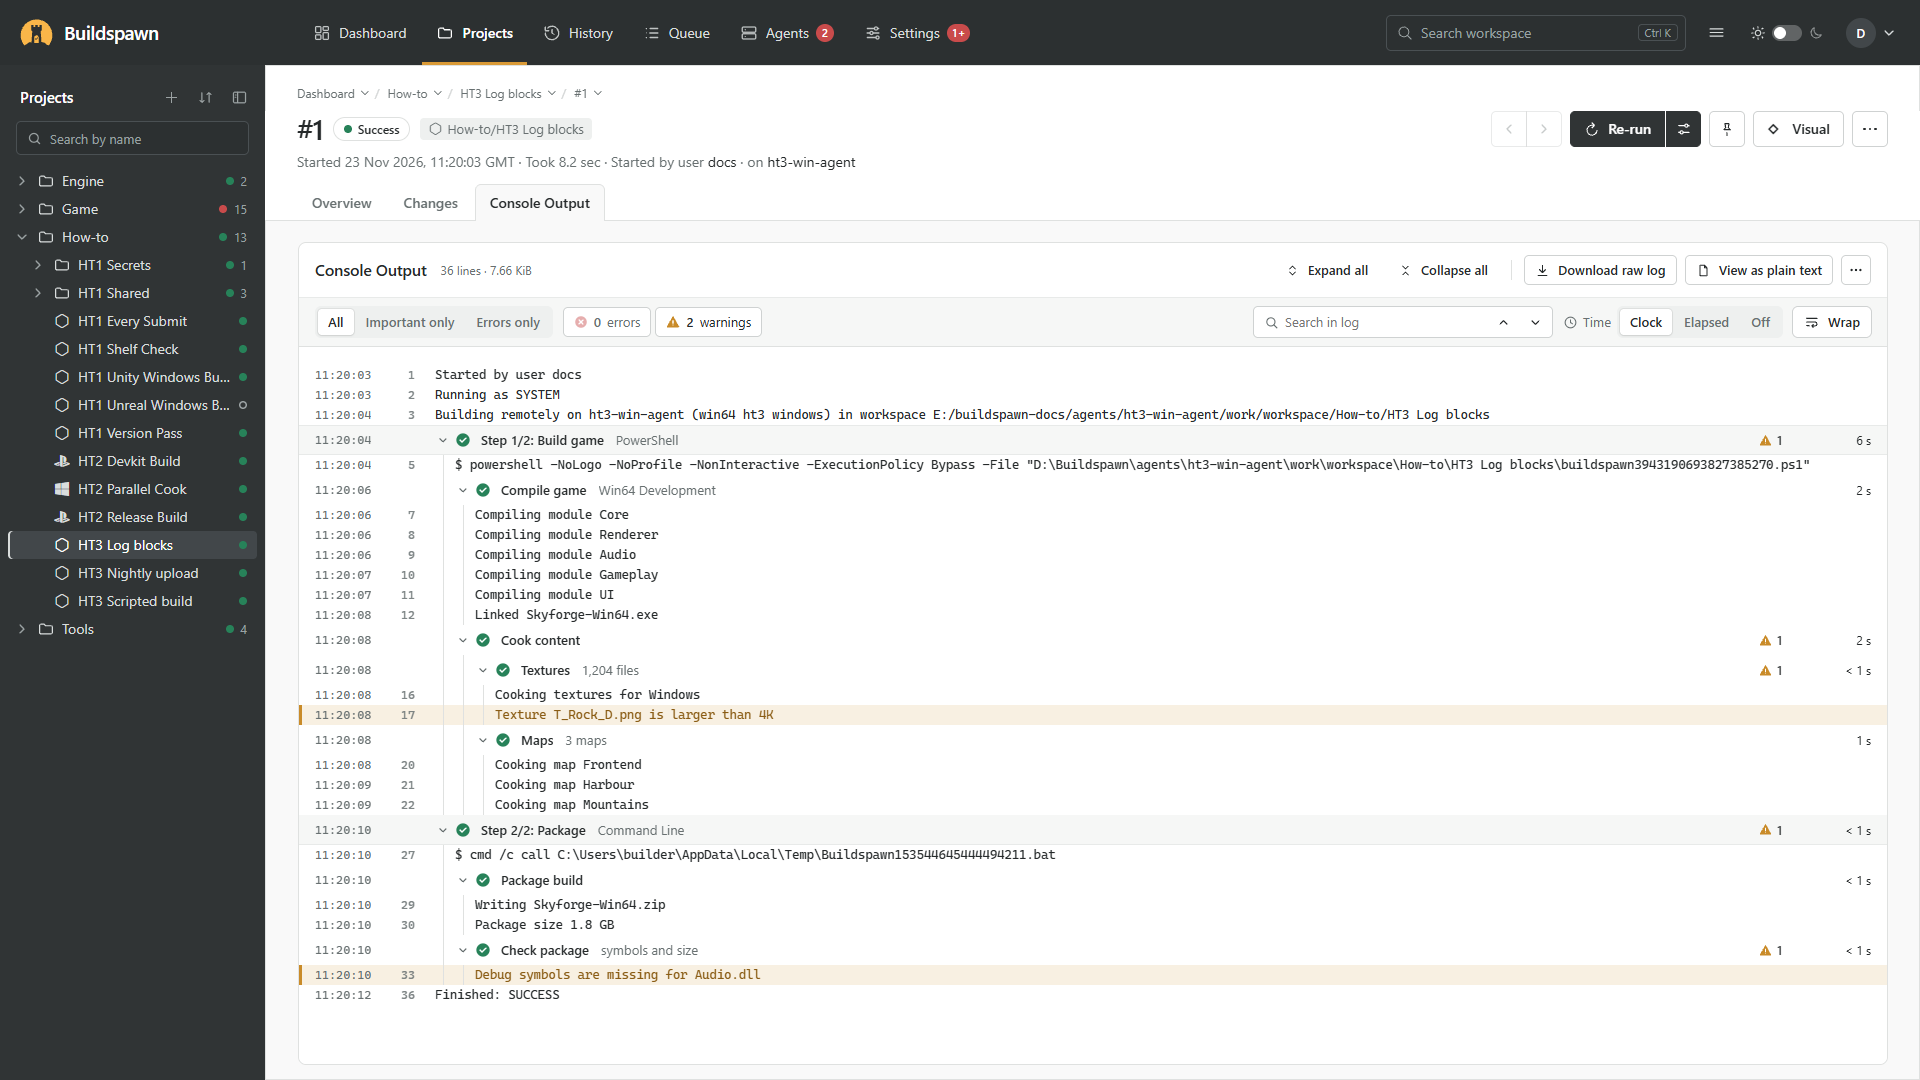 Buildspawn
Dashboard
Projects
History
Queue
Agents 2
Settings 1+
Search workspace Ctrl K
D
Projects
Search by name
Engine 2
Game 15
How-to 13
HT1 Secrets 1
HT1 Shared 3
HT1 Every Submit
HT1 Shelf Check
HT1 Unity Windows Bu...
HT1 Unreal Windows B...
HT1 Version Pass
HT2 Devkit Build
HT2 Parallel Cook
HT2 Release Build
HT3 Log blocks
HT3 Nightly upload
HT3 Scripted build
Tools 4
Dashboard / How-to / HT3 Log blocks / #1
#1 Success How-to/HT3 Log blocks
Re-run
Visual
Started 23 Nov 2026, 11:20:03 GMT · Took 8.2 sec · Started by user docs · on ht3-win-agent
Overview
Changes
Console Output
Console Output 36 lines · 7.66 KiB
Expand all
Collapse all
Download raw log
View as plain text
All
Important only
Errors only
0 errors
2 warnings
Search in log
Time
Clock
Elapsed
Off
Wrap
11:20:03 1 Started by user docs
11:20:03 2 Running as SYSTEM
11:20:04 3 Building remotely on ht3-win-agent (win64 ht3 windows) in workspace E:/buildspawn-docs/agents/ht3-win-agent/work/workspace/How-to/HT3 Log blocks
11:20:04 Step 1/2: Build game PowerShell 1 6 s
11:20:04 5 $ powershell -NoLogo -NoProfile -NonInteractive -ExecutionPolicy Bypass -File "D:\Buildspawn\agents\ht3-win-agent\work\workspace\How-to\HT3 Log blocks\buildspawn3943190693827385270.ps1"
11:20:06 Compile game Win64 Development 2 s
11:20:06 7 Compiling module Core
11:20:06 8 Compiling module Renderer
11:20:06 9 Compiling module Audio
11:20:07 10 Compiling module Gameplay
11:20:07 11 Compiling module UI
11:20:08 12 Linked Skyforge-Win64.exe
11:20:08 Cook content 1 2 s
11:20:08 Textures 1,204 files 1 < 1 s
11:20:08 16 Cooking textures for Windows
11:20:08 17 Texture T_Rock_D.png is larger than 4K
11:20:08 Maps 3 maps 1 s
11:20:08 20 Cooking map Frontend
11:20:09 21 Cooking map Harbour
11:20:09 22 Cooking map Mountains
11:20:10 Step 2/2: Package Command Line 1 < 1 s
11:20:10 27 $ cmd /c call C:\Users\builder\AppData\Local\Temp\Buildspawn153544645444494211.bat
11:20:10 Package build < 1 s
11:20:10 29 Writing Skyforge-Win64.zip
11:20:10 30 Package size 1.8 GB
11:20:10 Check package symbols and size 1 < 1 s
11:20:10 33 Debug symbols are missing for Audio.dll
11:20:12 36 Finished: SUCCESS